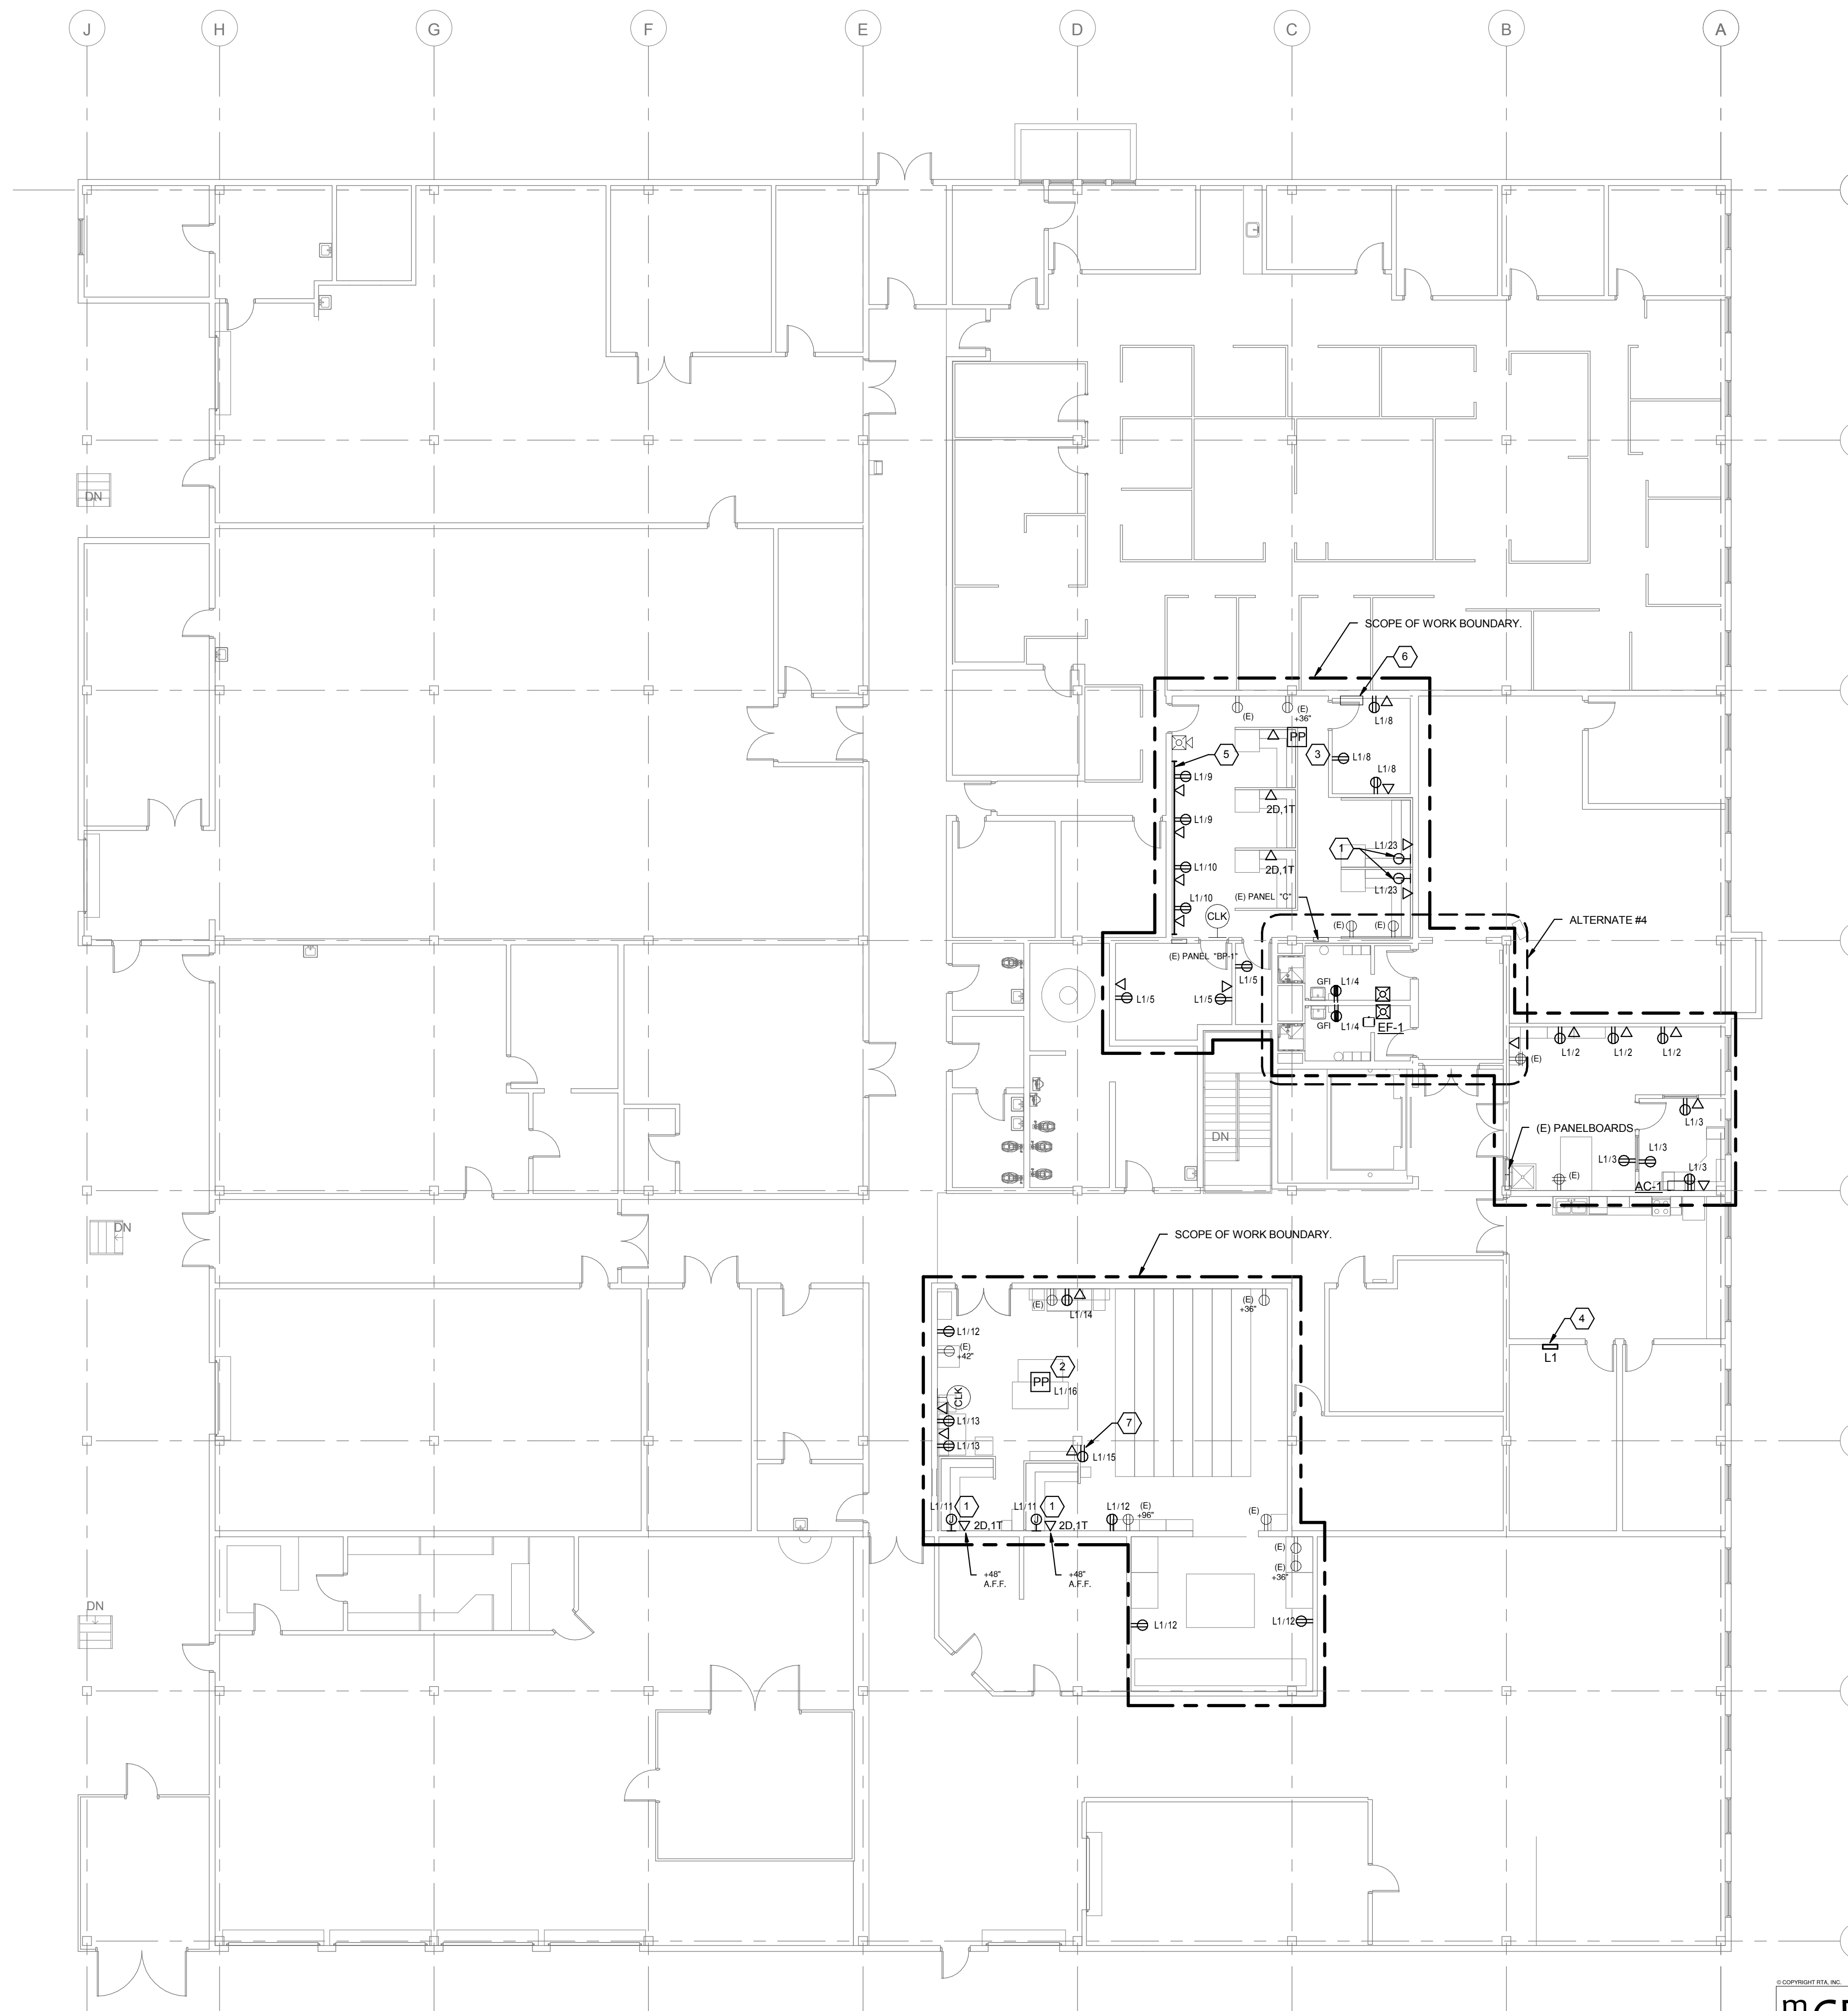 J H G F E D C B A
DN
SCOPE OF WORK BOUNDARY.
6
(E)
(E)
+36"
L1/8
PP
5
3
L1/8
L1/8
L1/9
2D,1T
L1/9
1
L1/23
2D,1T
L1/10
L1/23
(E) PANEL "C"
L1/10
CLK
ALTERNATE #4
(E)
(E)
(E) PANEL "BP-1"
L1/5
GFI
L1/4
L1/5
L1/5
GFI
L1/4
EF-1
L1/2
L1/2
L1/2
(E)
L1/3
(E) PANELBOARDS
DN
L1/3
L1/3
L1/3
(E)
AC-1
DN
SCOPE OF WORK BOUNDARY.
(E)
L1/14
(E)
+36"
4
L1
L1/12
(E)
+42"
2
PP
L1/16
CLK
L1/13
7
L1/13
L1/15
L1/11
1
2D,1T
L1/11
1
2D,1T
L1/12
(E)
+96"
(E)
(E)
(E)
+36"
+48"
A.F.F.
+48"
A.F.F.
DN
L1/12
L1/12
© COPYRIGHT RTA, INC.